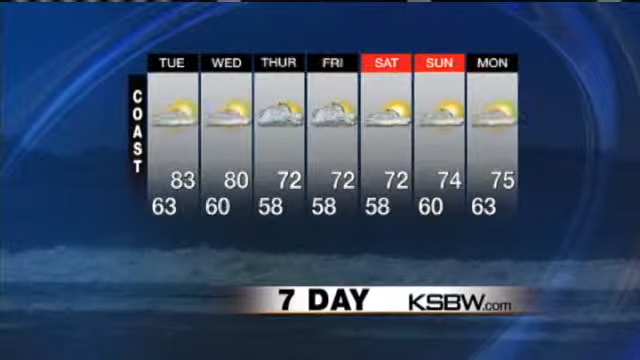 TUE WED THUR FRI SAT SUN MON
COAST
83 80 72 72 72 74 75
63 60 58 58 58 60 63
7 DAY KSBW.com